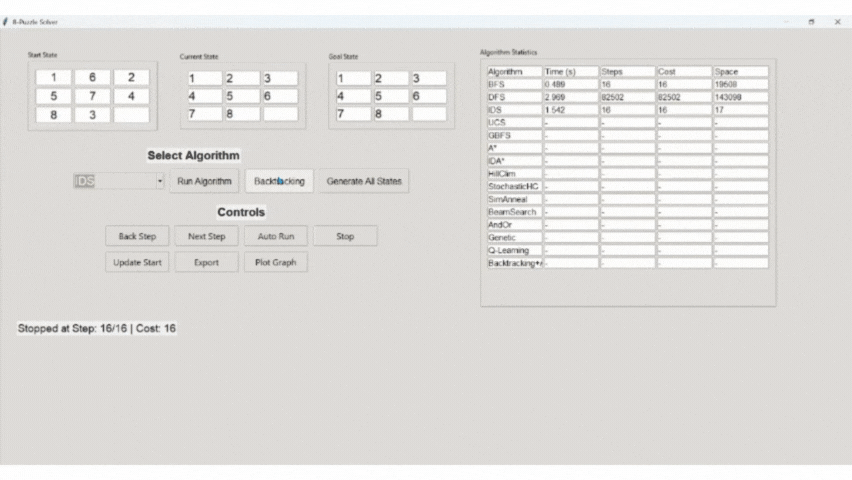 8-Puzzle Solver
Start State
1 6 2
5 7 4
8 3
Current State
1 2 3
4 5 6
7 8
Goal State
1 2 3
4 5 6
7 8
Select Algorithm
IDS
Run Algorithm
Backtracking
Generate All States
Controls
Back Step
Next Step
Auto Run
Stop
Update Start
Export
Plot Graph
Stopped at Step: 16/16 | Cost: 16
Algorithm Statistics
Algorithm Time (s) Steps Cost Space
BFS 0.489 16 16 19508
DFS 2.969 82502 82502 143099
IDS 1.542 16 16 17
UCS - - - -
GBFS - - - -
A* - - - -
IDA* - - - -
HillClim - - - -
StochasticHC - - - -
SimAnneal - - - -
BeamSearch - - - -
AndOr - - - -
Genetic - - - -
Q-Learning - - - -
Backtracking+/ - - - -